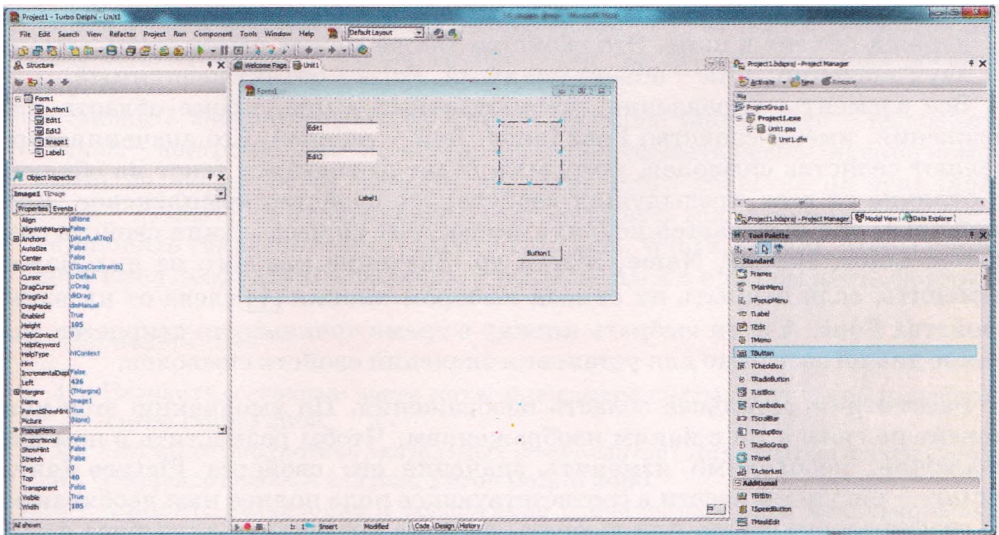 Project1 - Turbo Delphi - Unit1
File Edit Search View Refactor Project Run Component Tools Window Help
Default Layout
Structure
Form1
Button1
Edit1
Edit2
Image1
Label1
Object Inspector
Image1 TImage
Properties Events
Align alNone
AlignWithMargins False
Anchors [akLeft,akTop]
AutoSize False
Center False
Constraints (TSizeConstraints)
Cursor crDefault
DragCursor crDrag
DragKind dkDrag
DragMode dmManual
Enabled True
Height 105
HelpContext 0
HelpKeyword
HelpType htContext
Hint
IncrementalDispl False
Left 436
Margins (TMargins)
Name Image1
ParentShowHint True
Picture (None)
PopupMenu
Proportional False
ShowHint False
Stretch False
Tag 0
Top 40
Transparent False
Visible True
Width 105
All shown
Welcome Page Unit1
Form1
Edit1
Edit2
Label1
Button1
1: 1 Insert Modified Code Design History
Project1.bdsproj - Project Manager
Activate New Remove
File
ProjectGroup1
Project1.exe
Unit1.pas
Unit1.dfm
Project1.bdsproj - Project Manager Model View Data Explorer
Tool Palette
Standard
Frames
TMainMenu
TPopupMenu
TLabel
TEdit
TMemo
TButton
TCheckBox
TRadioButton
TListBox
TComboBox
TScrollBar
TGroupBox
TRadioGroup
TPanel
TActionList
Additional
TBitBtn
TSpeedButton
TMaskEdit